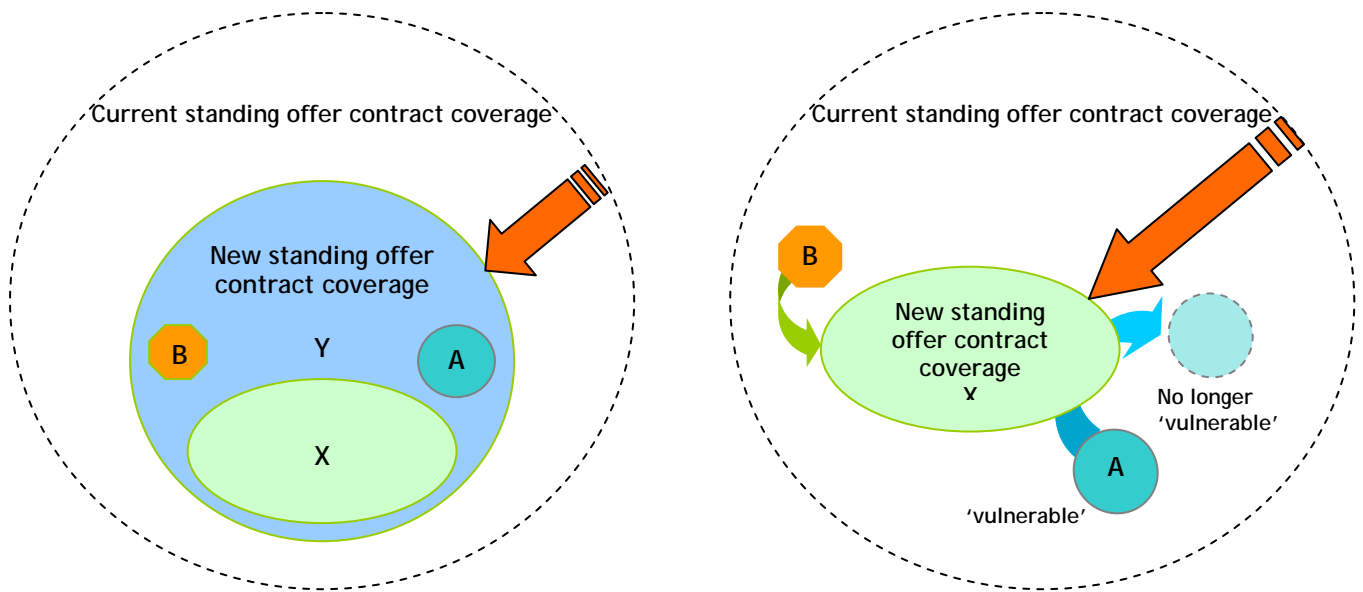 Current standing offer contract coverage
New standing offer
contract coverage
B
Y
A
X
Current standing offer contract coverage
B
New standing
offer contract
coverage
X
No longer
‘vulnerable’
A
‘vulnerable’